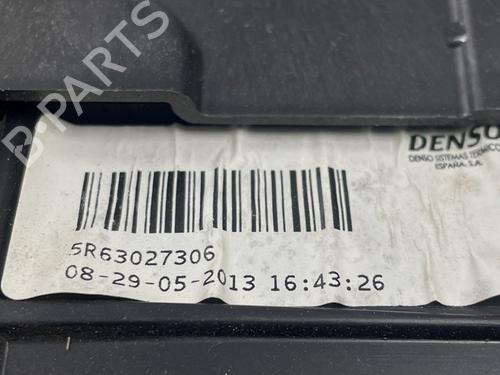 B-PARTS
DENSO
DENSO SISTEMAS TERMICOS
ESPAÑA, S.A.
5R63027306
08-29-05-2013 16:43:26